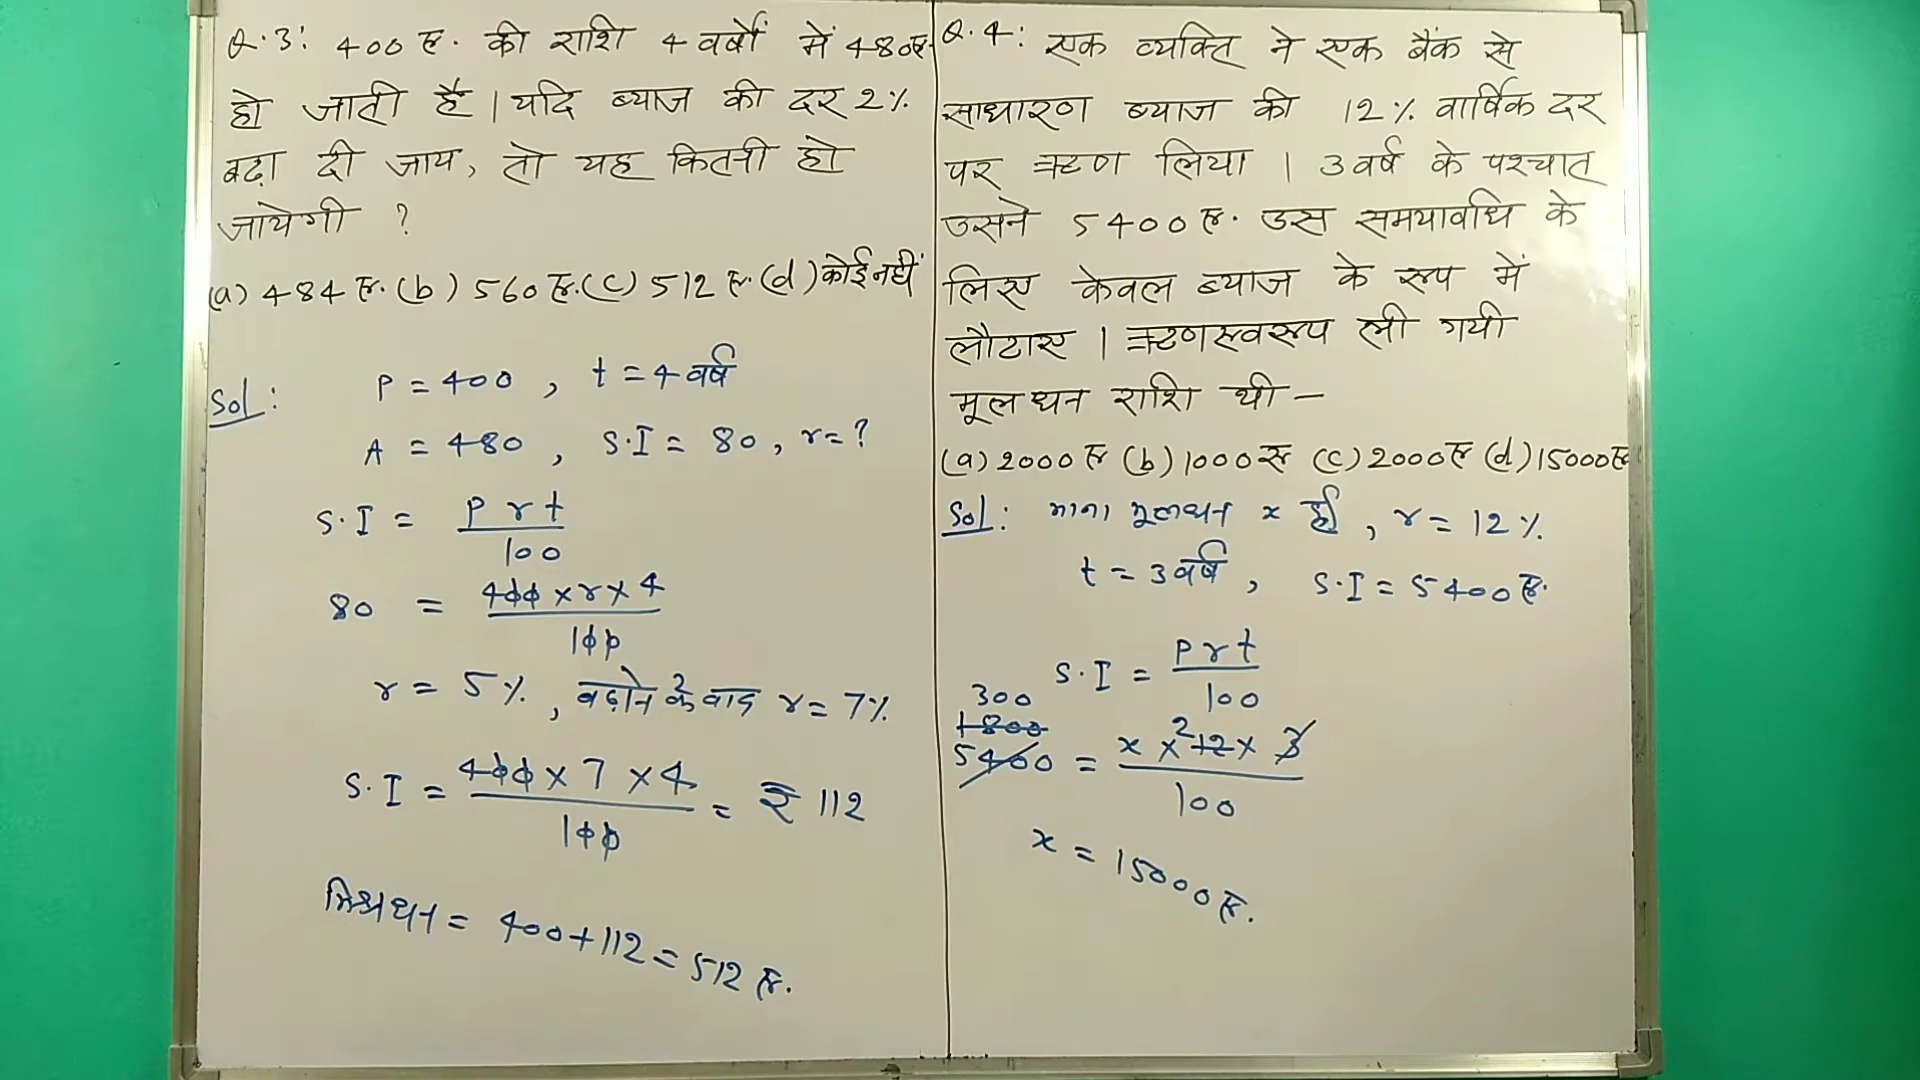 Q.3: 400 रु. की राशि 4 वर्षों में 480रु.
हो जाती है । यदि ब्याज की दर 2%
बढ़ा दी जाय, तो यह कितनी हो
जायेगी ?
(a) 484 रु. (b) 560 रु. (c) 512 रु. (d) कोई नहीं
Sol: P = 400 , t = 4 वर्ष
A = 480 , S.I = 80 , r = ?
S.I = P r t
100
80 = 400 × r × 4
100
r = 5 % , बढ़ाने के बाद r = 7%
S.I = 400 × 7 × 4 = ₹ 112
100
मिश्रधन = 400 + 112 = 512 रु.
Q.4: एक व्यक्ति ने एक बैंक से
साधारण ब्याज की 12% वार्षिक दर
पर ऋण लिया । 3 वर्ष के पश्चात
उसने 5400 रु. उस समयावधि के
लिए केवल ब्याज के रूप में
लौटाए । ऋणस्वरूप ली गयी
मूलधन राशि थी –
(a) 2000 रु (b) 1000 रु (c) 2000 रु (d) 15000 रु
Sol: माना मूलधन x है , r = 12 %
t = 3 वर्ष , S.I = 5400 रु.
S.I = P r t
100
300
1800 2
5400 = x × 12 × 3
100
x = 15000 रु.